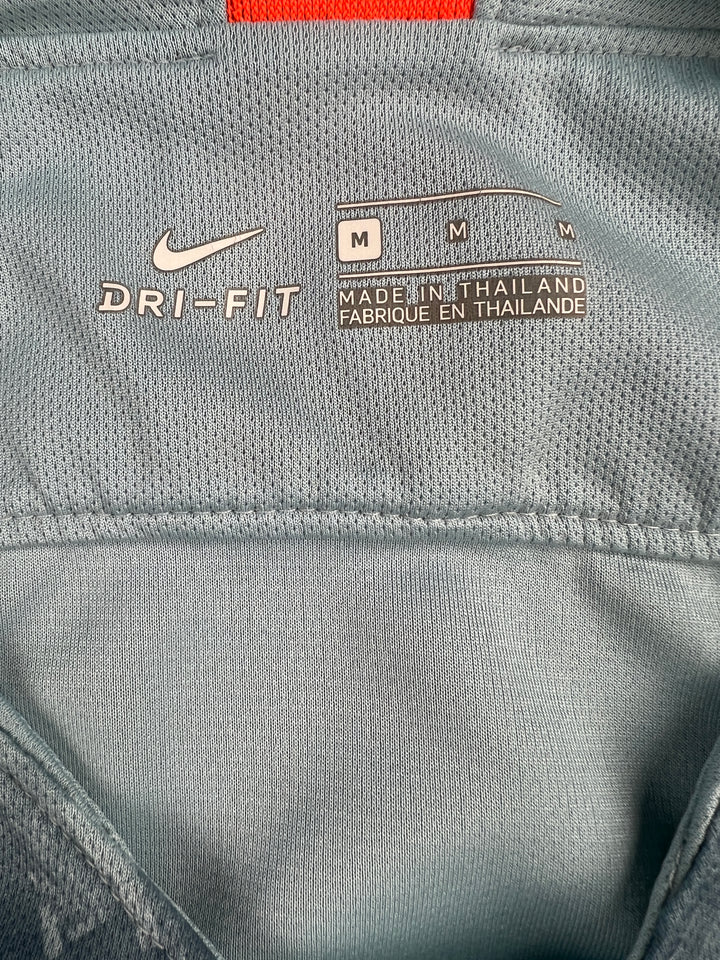 M M M
DRI-FIT
MADE IN THAILAND
FABRIQUE EN THAILANDE